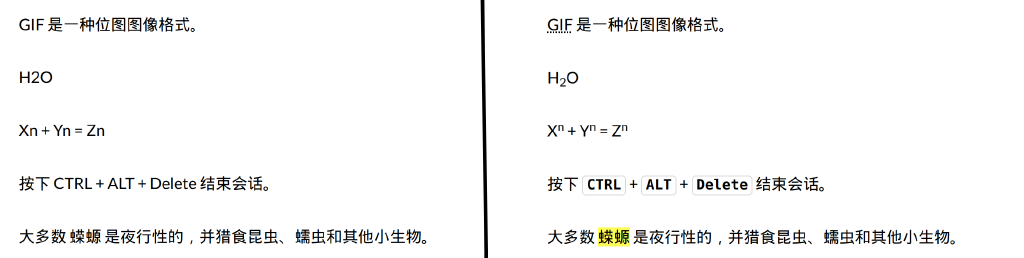 GIF 是一种位图图像格式。
H2O
Xn + Yn = Zn
按下 CTRL + ALT + Delete 结束会话。
大多数 蝾螈 是夜行性的，并猎食昆虫、蠕虫和其他小生物。
GIF 是一种位图图像格式。
H₂O
Xⁿ + Yⁿ = Zⁿ
按下 CTRL + ALT + Delete 结束会话。
大多数 蝾螈 是夜行性的，并猎食昆虫、蠕虫和其他小生物。